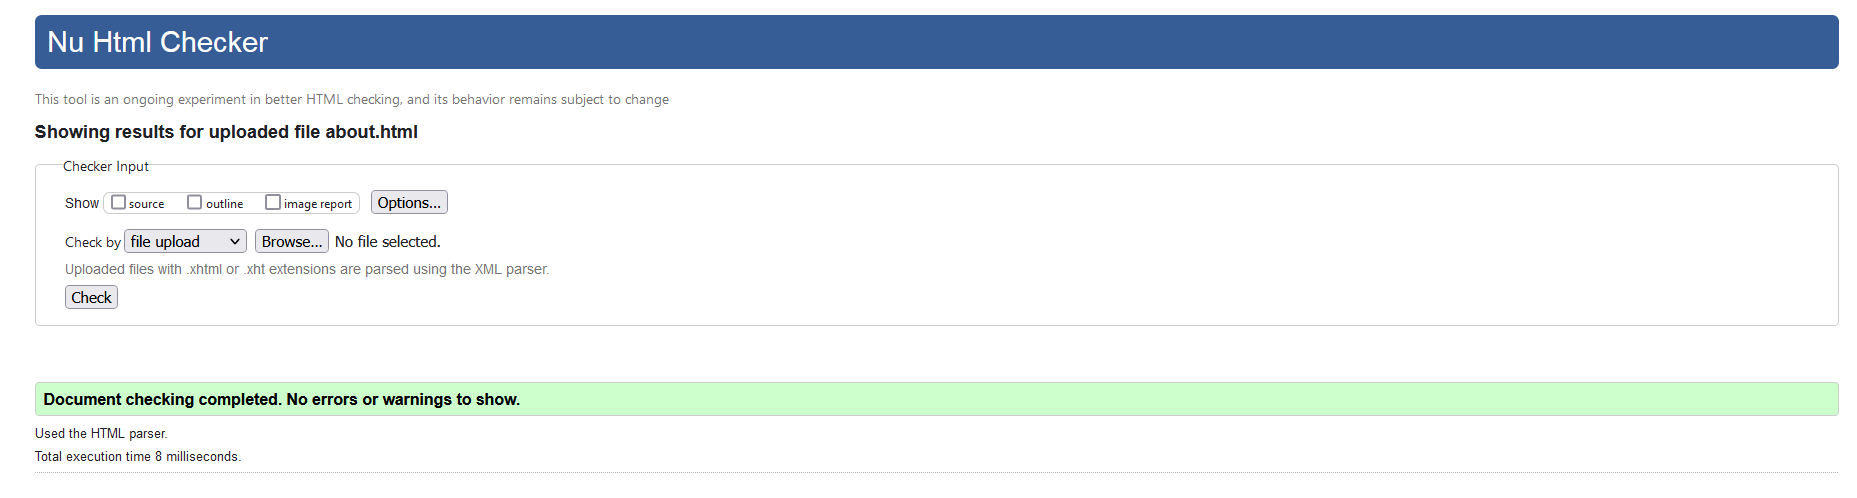 Nu Html Checker
This tool is an ongoing experiment in better HTML checking, and its behavior remains subject to change
Showing results for uploaded file about.html
Checker Input
Show source outline image report Options...
Check by file upload Browse... No file selected.
Uploaded files with .xhtml or .xht extensions are parsed using the XML parser.
Check
Document checking completed. No errors or warnings to show.
Used the HTML parser.
Total execution time 8 milliseconds.